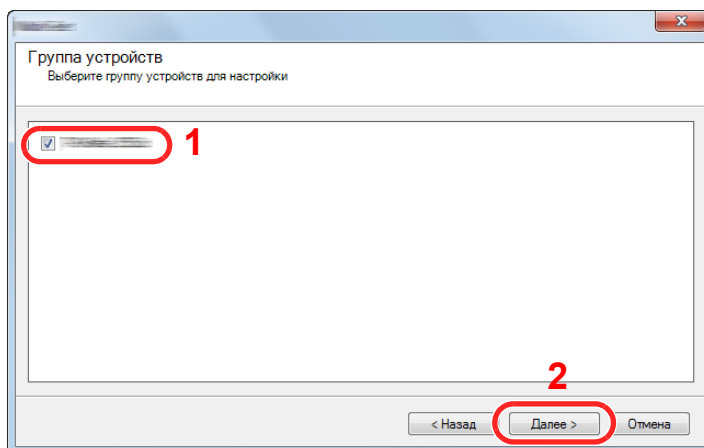 Группа устройств
Выберите группу устройств для настройки
1
2
< Назад
Далее >
Отмена